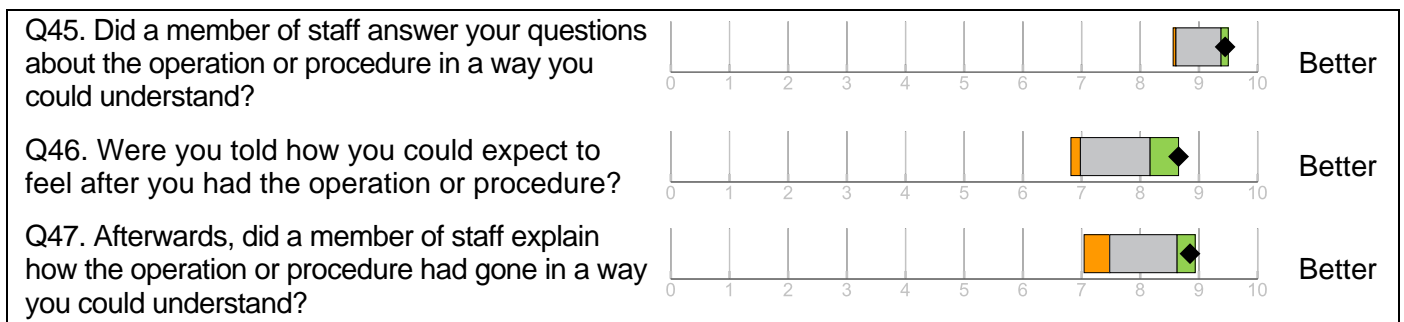 Q45. Did a member of staff answer your questions
about the operation or procedure in a way you
could understand?
0 1 2 3 4 5 6 7 8 9 10
Better
Q46. Were you told how you could expect to
feel after you had the operation or procedure?
0 1 2 3 4 5 6 7 8 9 10
Better
Q47. Afterwards, did a member of staff explain
how the operation or procedure had gone in a way
you could understand?
0 1 2 3 4 5 6 7 8 9 10
Better